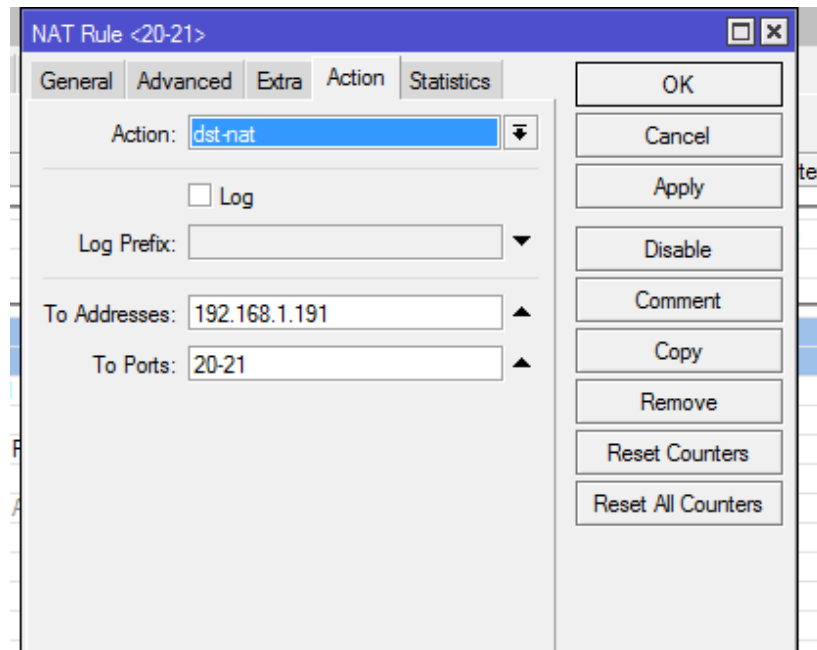 NAT Rule <20-21>
General Advanced Extra Action Statistics
Action: dst-nat
Log
Log Prefix:
To Addresses: 192.168.1.191
To Ports: 20-21
OK
Cancel
Apply
Disable
Comment
Copy
Remove
Reset Counters
Reset All Counters
te